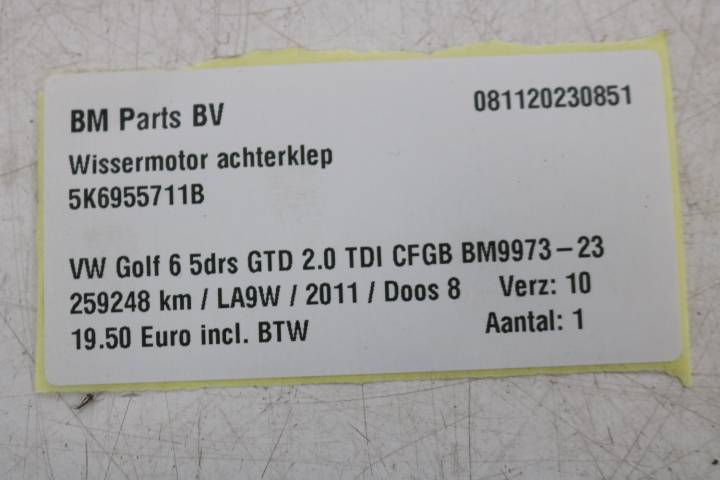 BM Parts BV 081120230851
Wissermotor achterklep
5K6955711B
VW Golf 6 5drs GTD 2.0 TDI CFGB BM9973-23
259248 km / LA9W / 2011 / Doos 8 Verz: 10
19.50 Euro incl. BTW Aantal: 1